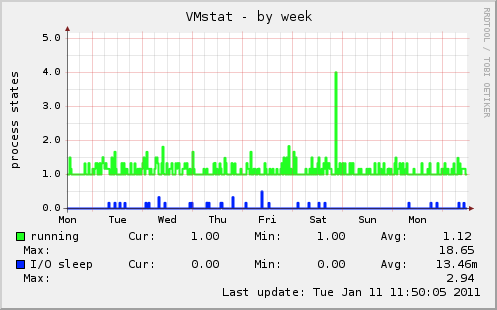 VMstat - by week
RRDTOOL / TOBI OETIKER
process states
5.0
4.0
3.0
2.0
1.0
0.0
Mon Tue Wed Thu Fri Sat Sun Mon
running Cur: 1.00 Min: 1.00 Avg: 1.12
Max: 18.65
I/O sleep Cur: 0.00 Min: 0.00 Avg: 13.46m
Max: 2.94
Last update: Tue Jan 11 11:50:05 2011